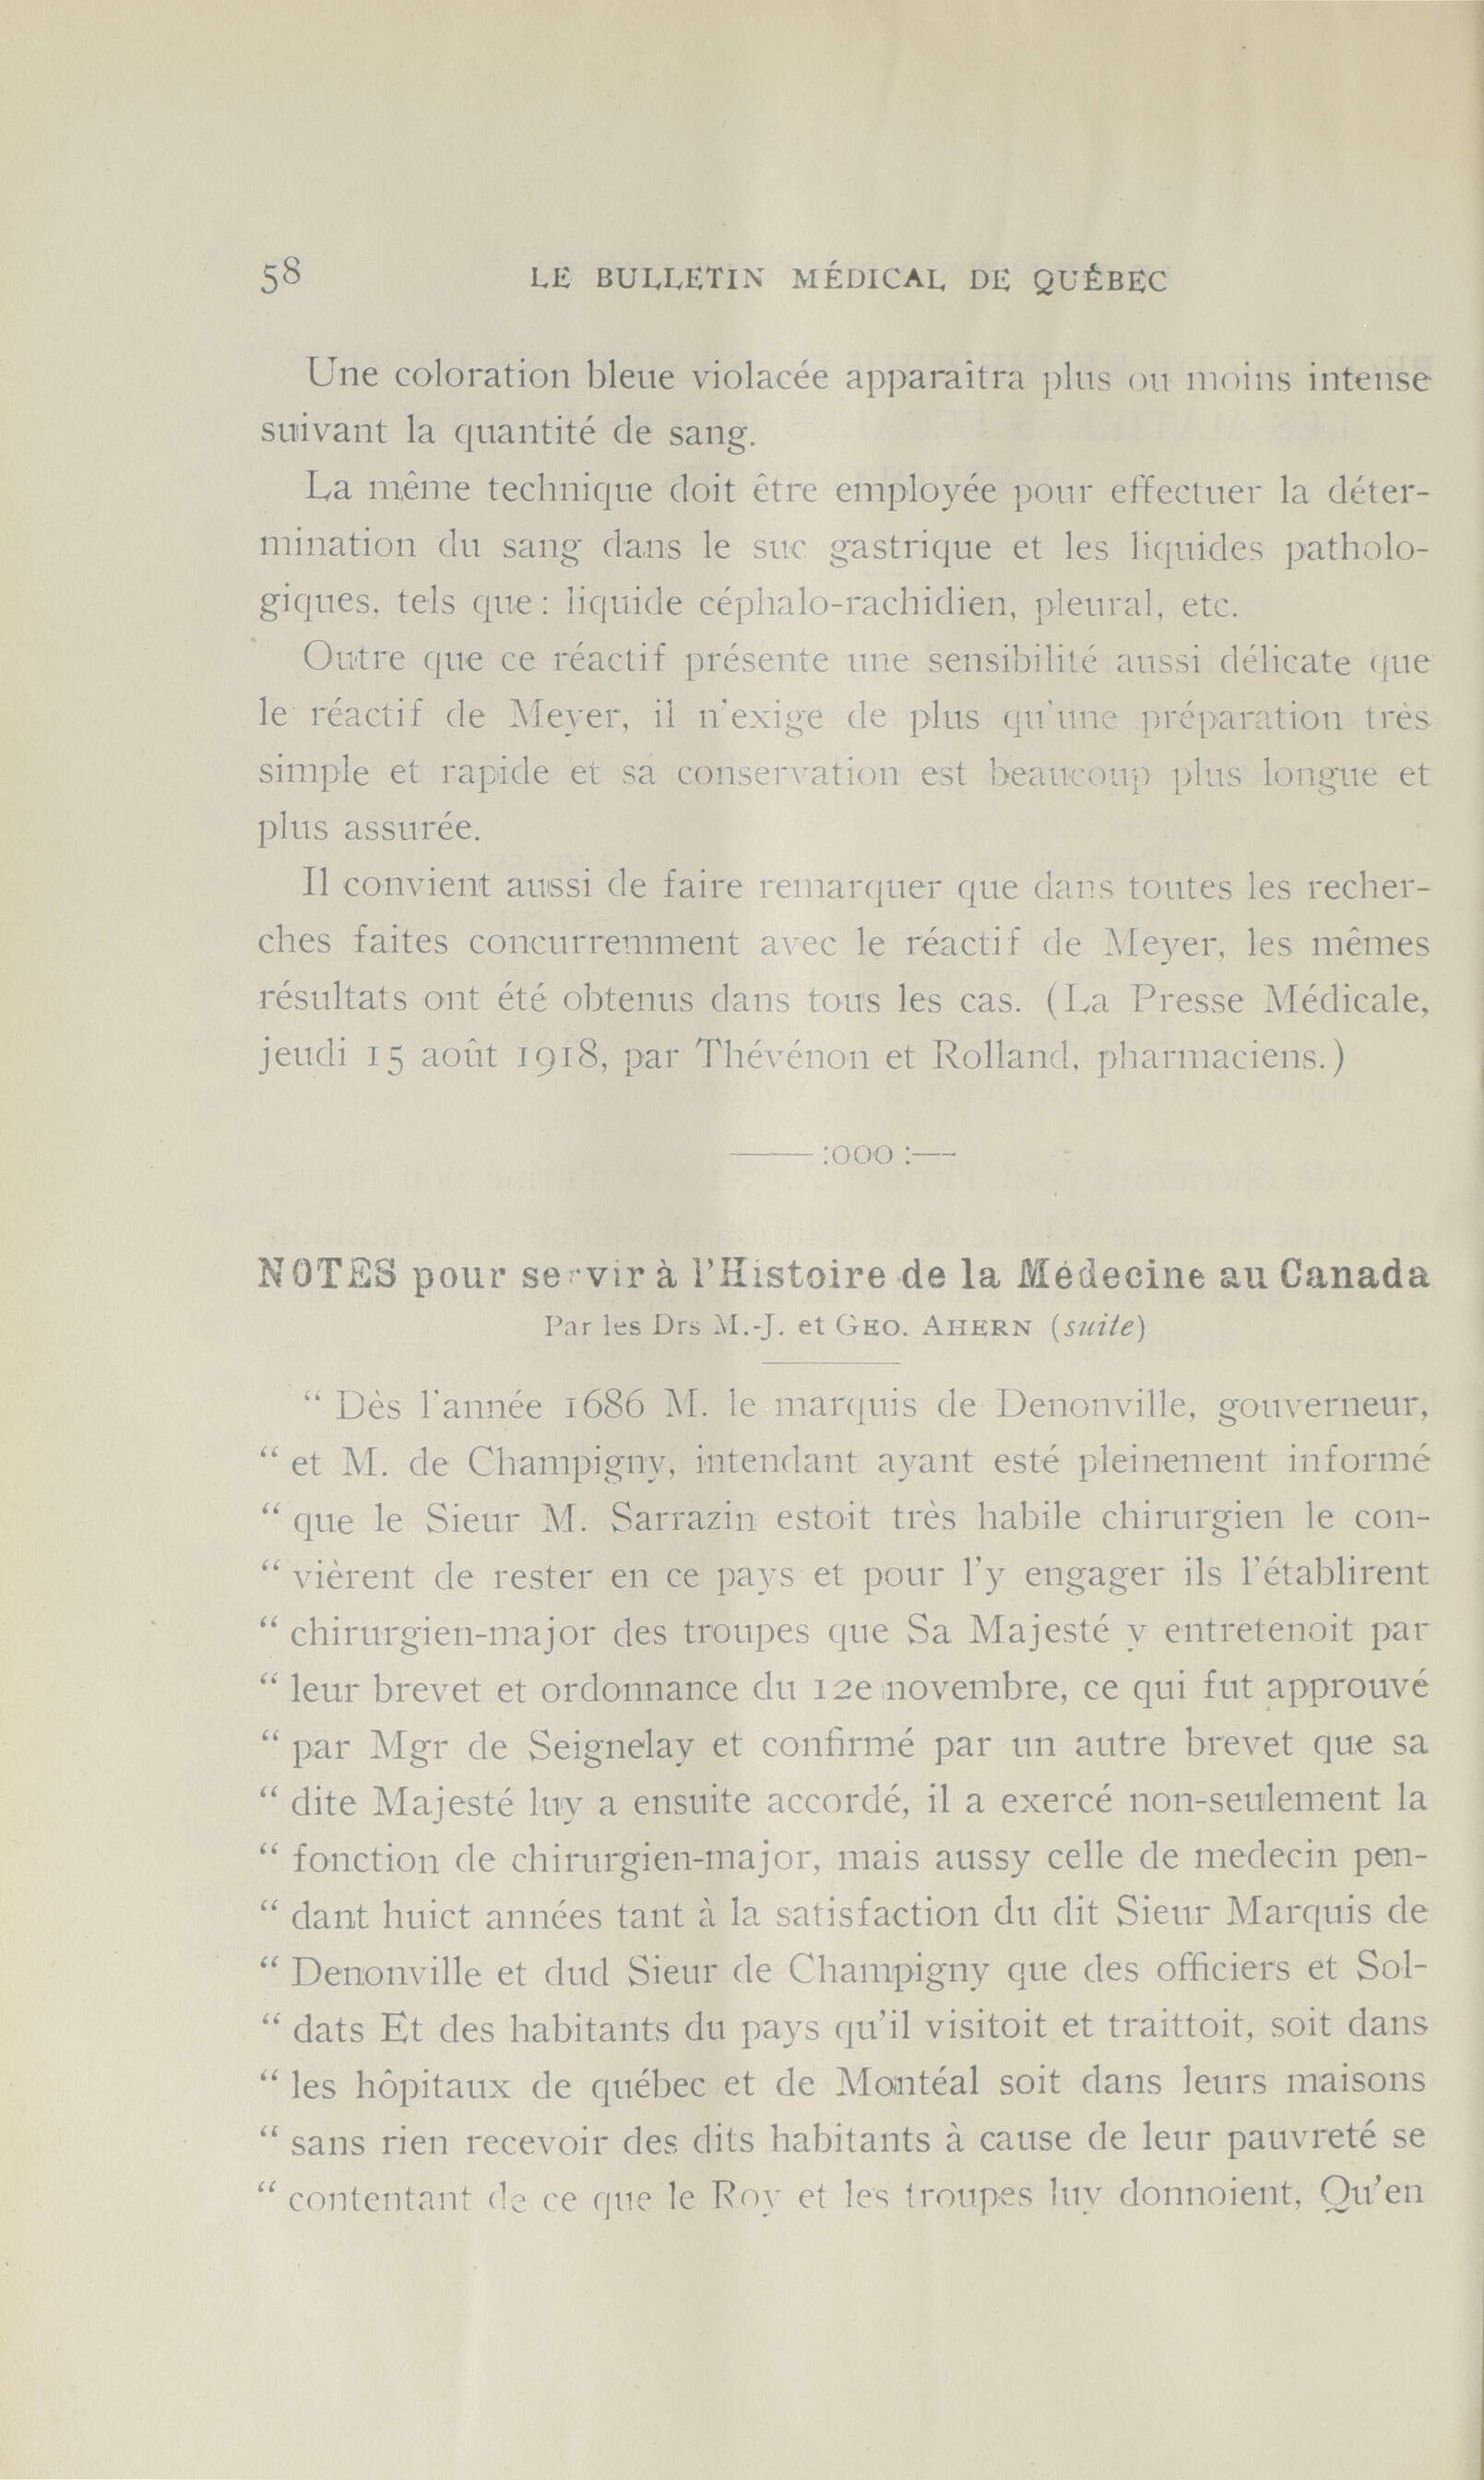 58 LE BULLETIN MÉDICAL DE QUÉBEC
Une coloration bleue violacée apparaîtra plus ou moins intense
suivant la quantité de sang.
La même technique doit être employée pour effectuer la déter-
mination du sang dans le suc gastrique et les liquides patholo-
giques, tels que : liquide céphalo-rachidien, pleural, etc.
Outre que ce réactif présente une sensibilité aussi délicate que
le réactif de Meyer, il n'exige de plus qu'une préparation très
simple et rapide et sa conservation est beaucoup plus longue et
plus assurée.
Il convient aussi de faire remarquer que dans toutes les recher-
ches faites concurremment avec le réactif de Meyer, les mêmes
résultats ont été obtenus dans tous les cas. (La Presse Médicale,
jeudi 15 août 1918, par Thévénon et Rolland, pharmaciens.)
—— :000 :—
NOTES pour servir à l'Histoire de la Médecine au Canada
Par les Drs M.-J. et GEO. AHERN (suite)
" Dès l'année 1686 M. le marquis de Denonville, gouverneur,
" et M. de Champigny, intendant ayant esté pleinement informé
" que le Sieur M. Sarrazin estoit très habile chirurgien le con-
" vièrent de rester en ce pays et pour l'y engager ils l'établirent
" chirurgien-major des troupes que Sa Majesté y entretenoit par
" leur brevet et ordonnance du 12e novembre, ce qui fut approuvé
" par Mgr de Seignelay et confirmé par un autre brevet que sa
" dite Majesté luy a ensuite accordé, il a exercé non-seulement la
" fonction de chirurgien-major, mais aussy celle de medecin pen-
" dant huict années tant à la satisfaction du dit Sieur Marquis de
" Denonville et dud Sieur de Champigny que des officiers et Sol-
" dats Et des habitants du pays qu'il visitoit et traittoit, soit dans
" les hôpitaux de québec et de Montéal soit dans leurs maisons
" sans rien recevoir des dits habitants à cause de leur pauvreté se
" contentant de ce que le Roy et les troupes luy donnoient, Qu'en